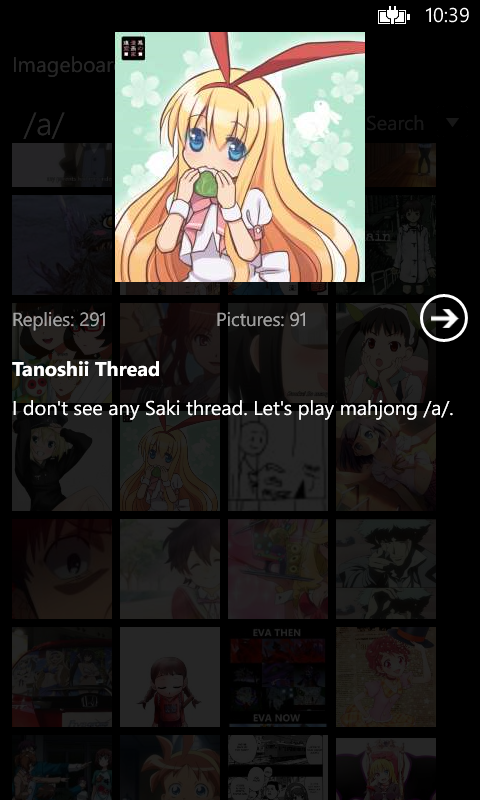 10:39
Imageboar
/a/
Search
ain
Replies: 291
Pictures: 91
Tanoshii Thread
I don't see any Saki thread. Let's play mahjong /a/.
EVA THEN
EVA NOW